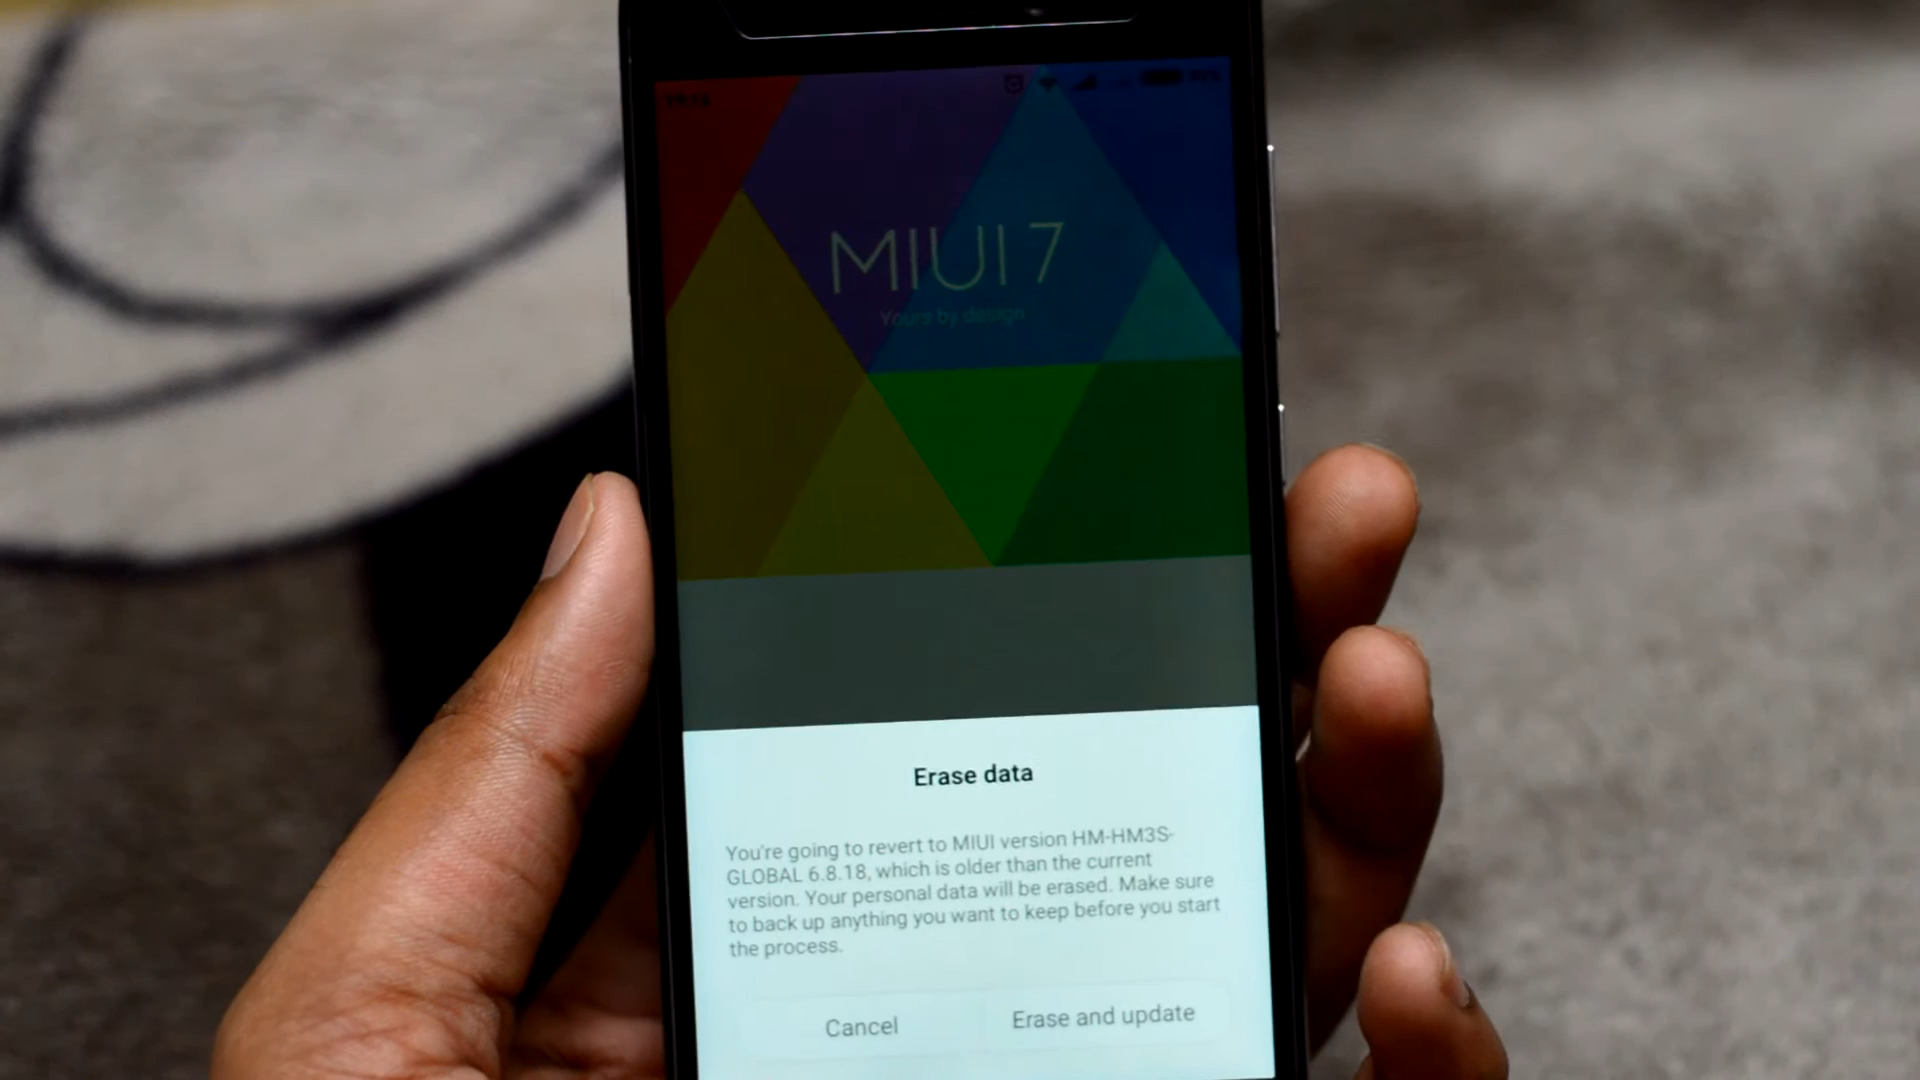 MIUI 7
Yours by design
Erase data
You're going to revert to MIUI version HM-HM3S-
GLOBAL 6.8.18, which is older than the current
version. Your personal data will be erased. Make sure
to back up anything you want to keep before you start
the process.
Cancel
Erase and update